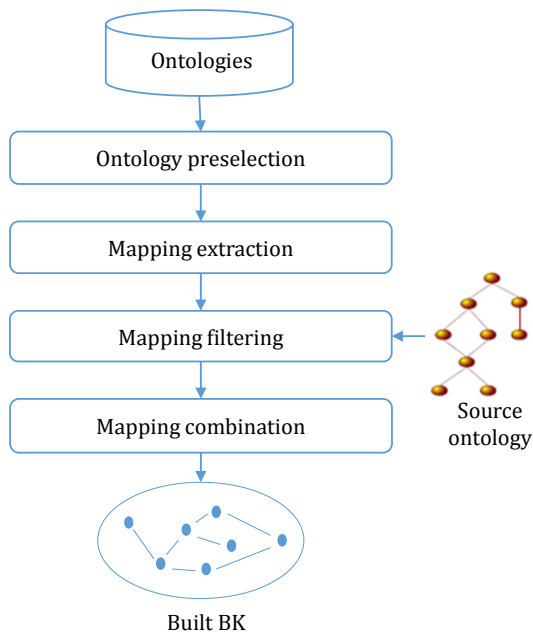 Ontologies
Ontology preselection
Mapping extraction
Mapping filtering
Source
ontology
Mapping combination
Built BK